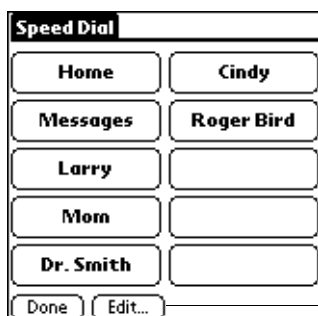 Speed Dial
Home
Cindy
Messages
Roger Bird
Larry
Mom
Dr. Smith
Done
Edit...